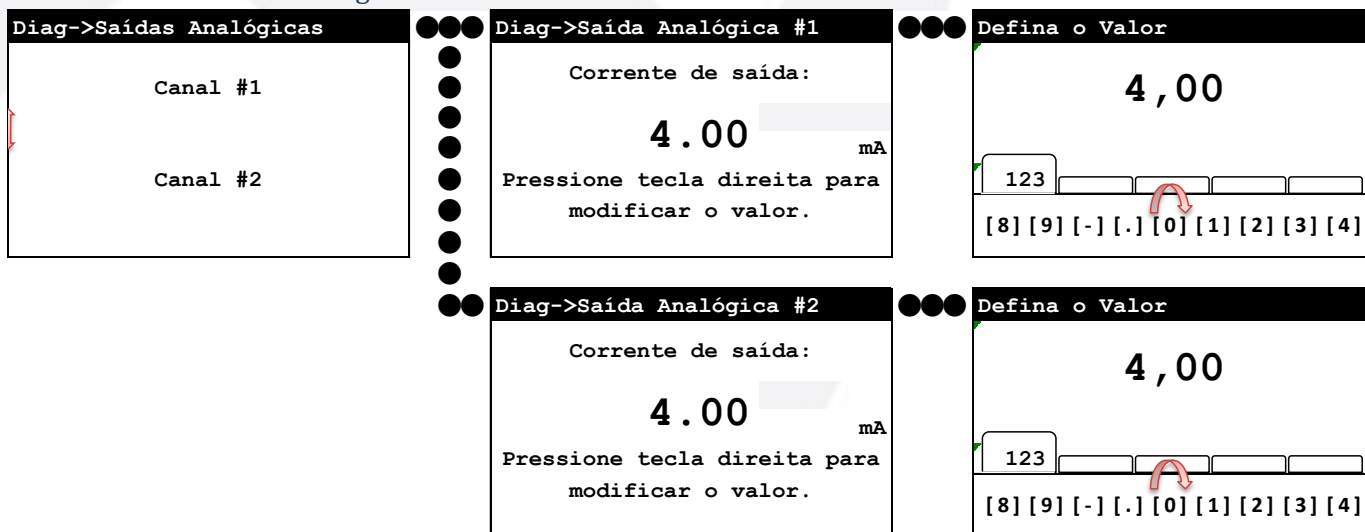 Diag->Saídas Analógicas
Canal #1
Canal #2
Diag->Saída Analógica #1
Corrente de saída:
4.00
mA
Pressione tecla direita para
modificar o valor.
Defina o Valor
4,00
123
[8][9][-][.][0][1][2][3][4]
Diag->Saída Analógica #2
Corrente de saída:
4.00
mA
Pressione tecla direita para
modificar o valor.
Defina o Valor
4,00
123
[8][9][-][.][0][1][2][3][4]